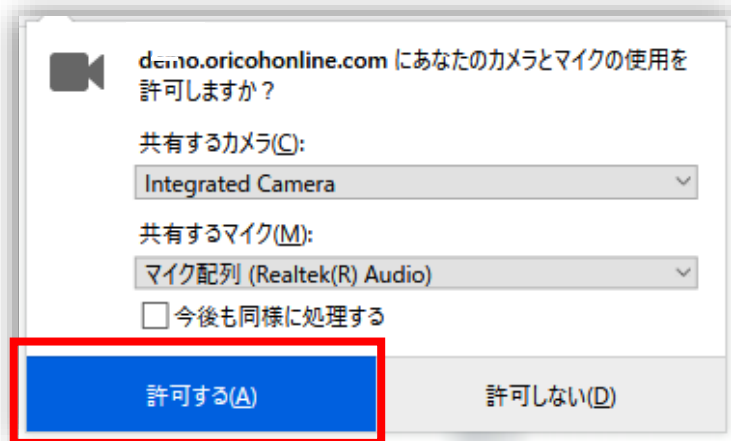 demo.oricohonline.com にあなたのカメラとマイクの使用を
許可しますか？
共有するカメラ(C):
Integrated Camera
共有するマイク(M):
マイク配列 (Realtek(R) Audio)
今後も同様に処理する
許可する(A)
許可しない(D)